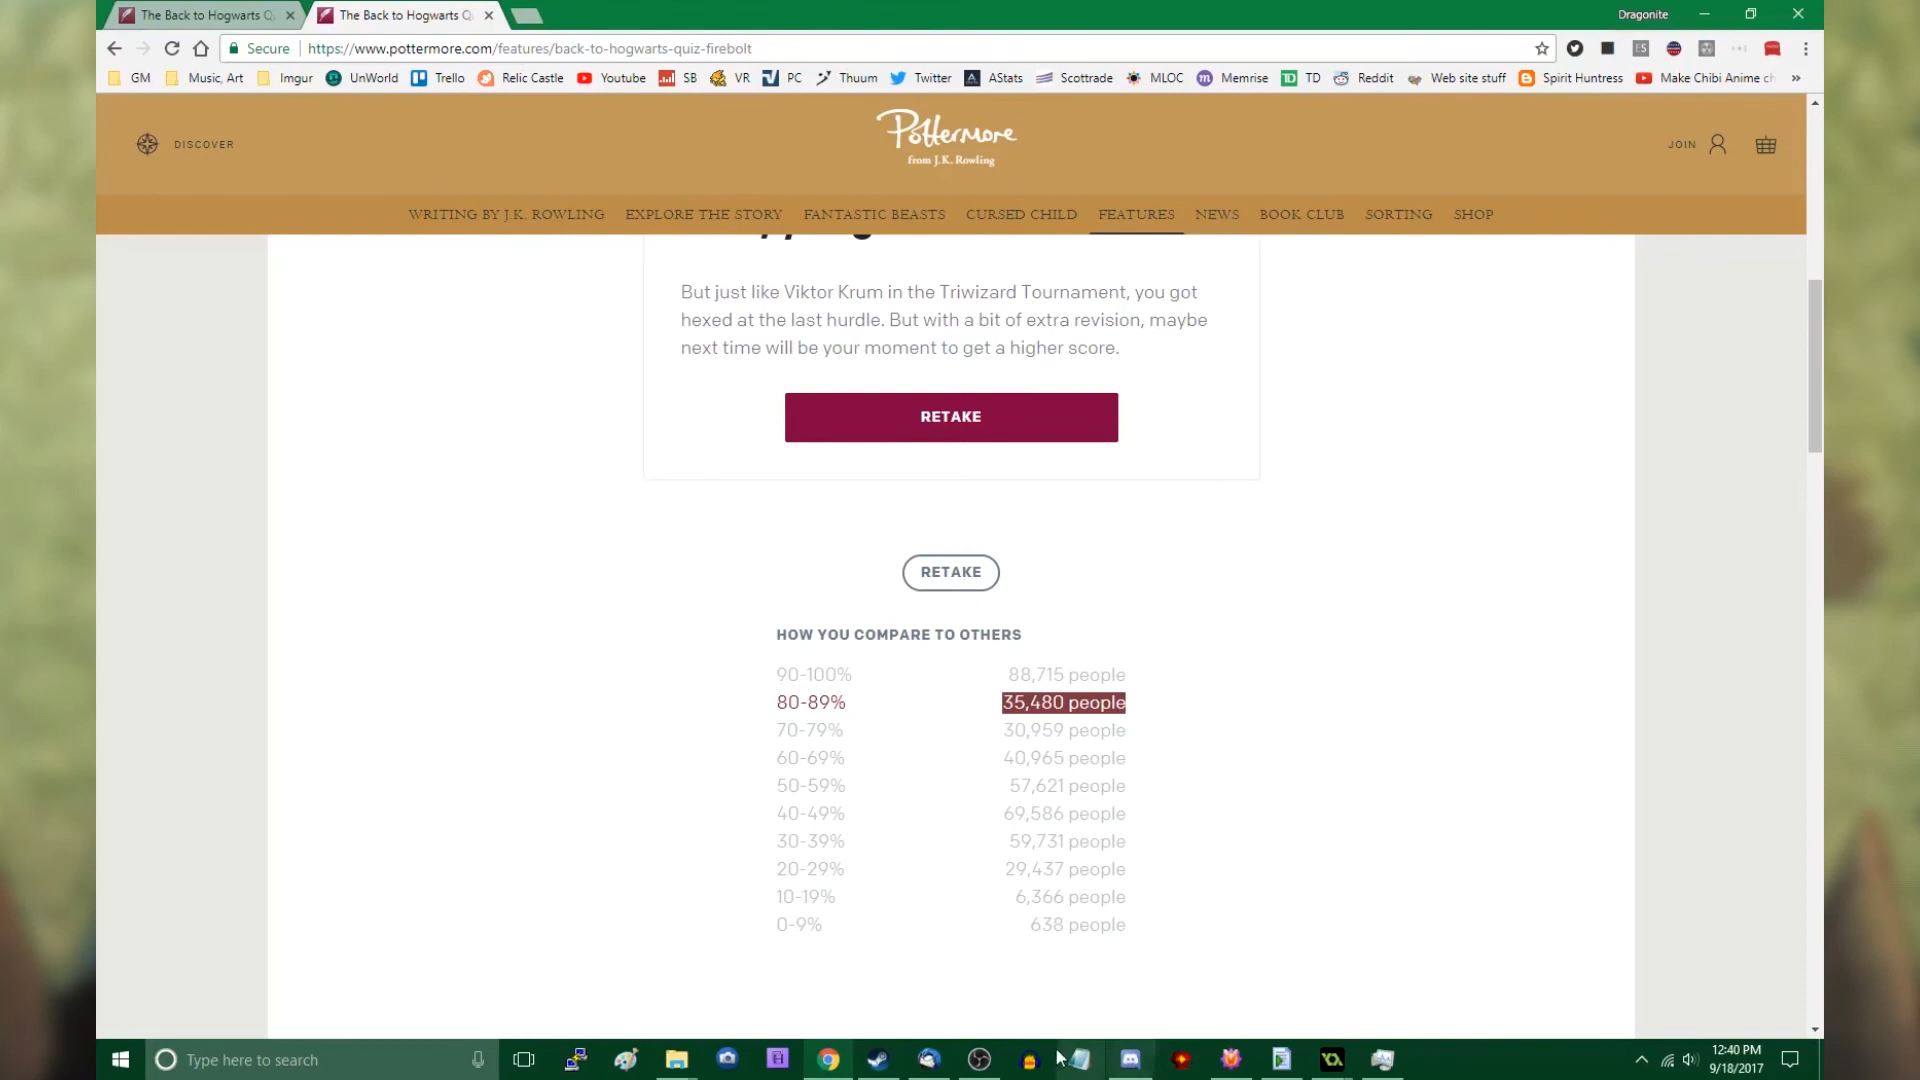 The Back to Hogwarts Q
The Back to Hogwarts Q
Dragonite
Secure
https://www.pottermore.com/features/back-to-hogwarts-quiz-firebolt
GM
Music, Art
Imgur
UnWorld
Trello
Relic Castle
Youtube
SB
VR
PC
Thuum
Twitter
AStats
Scottrade
MLOC
Memrise
TD
Reddit
Web site stuff
Spirit Huntress
Make Chibi Anime ch
DISCOVER
Pottermore
from J.K. Rowling
JOIN
WRITING BY J.K. ROWLING
EXPLORE THE STORY
FANTASTIC BEASTS
CURSED CHILD
FEATURES
NEWS
BOOK CLUB
SORTING
SHOP
But just like Viktor Krum in the Triwizard Tournament, you got
hexed at the last hurdle. But with a bit of extra revision, maybe
next time will be your moment to get a higher score.
RETAKE
RETAKE
HOW YOU COMPARE TO OTHERS
90-100% 88,715 people
80-89% 35,480 people
70-79% 30,959 people
60-69% 40,965 people
50-59% 57,621 people
40-49% 69,586 people
30-39% 59,731 people
20-29% 29,437 people
10-19% 6,366 people
0-9% 638 people
Type here to search
12:40 PM
9/18/2017